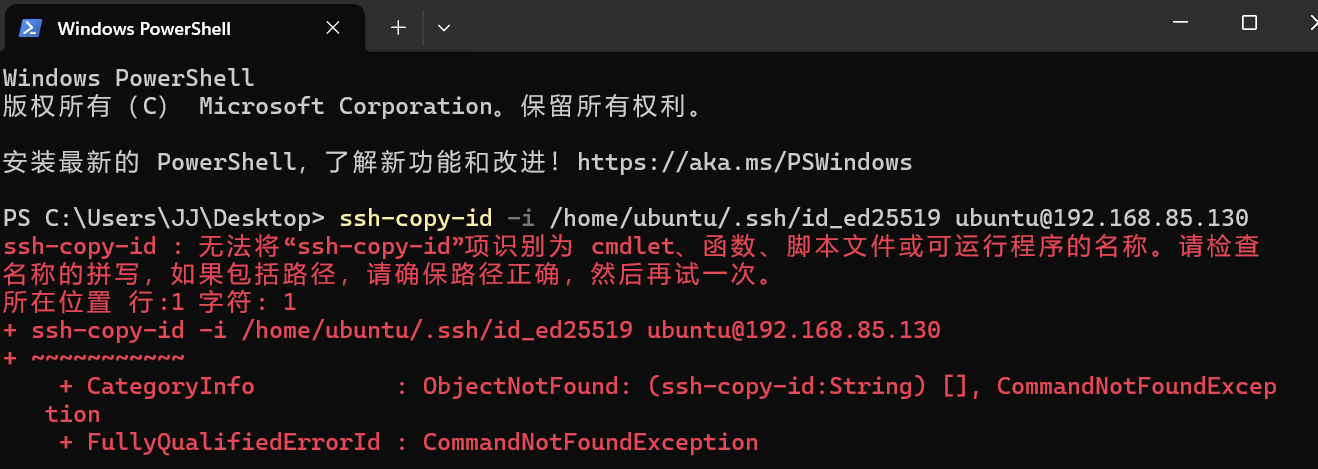 Windows PowerShell
Windows PowerShell
版权所有（C） Microsoft Corporation。保留所有权利。
安装最新的 PowerShell，了解新功能和改进！https://aka.ms/PSWindows
PS C:\Users\JJ\Desktop> ssh-copy-id -i /home/ubuntu/.ssh/id_ed25519 ubuntu@192.168.85.130
ssh-copy-id : 无法将“ssh-copy-id”项识别为 cmdlet、函数、脚本文件或可运行程序的名称。请检查
名称的拼写，如果包括路径，请确保路径正确，然后再试一次。
所在位置 行:1 字符: 1
+ ssh-copy-id -i /home/ubuntu/.ssh/id_ed25519 ubuntu@192.168.85.130
+ ~~~~~~~~~~~
    + CategoryInfo          : ObjectNotFound: (ssh-copy-id:String) [], CommandNotFoundExcep
   tion
    + FullyQualifiedErrorId : CommandNotFoundException